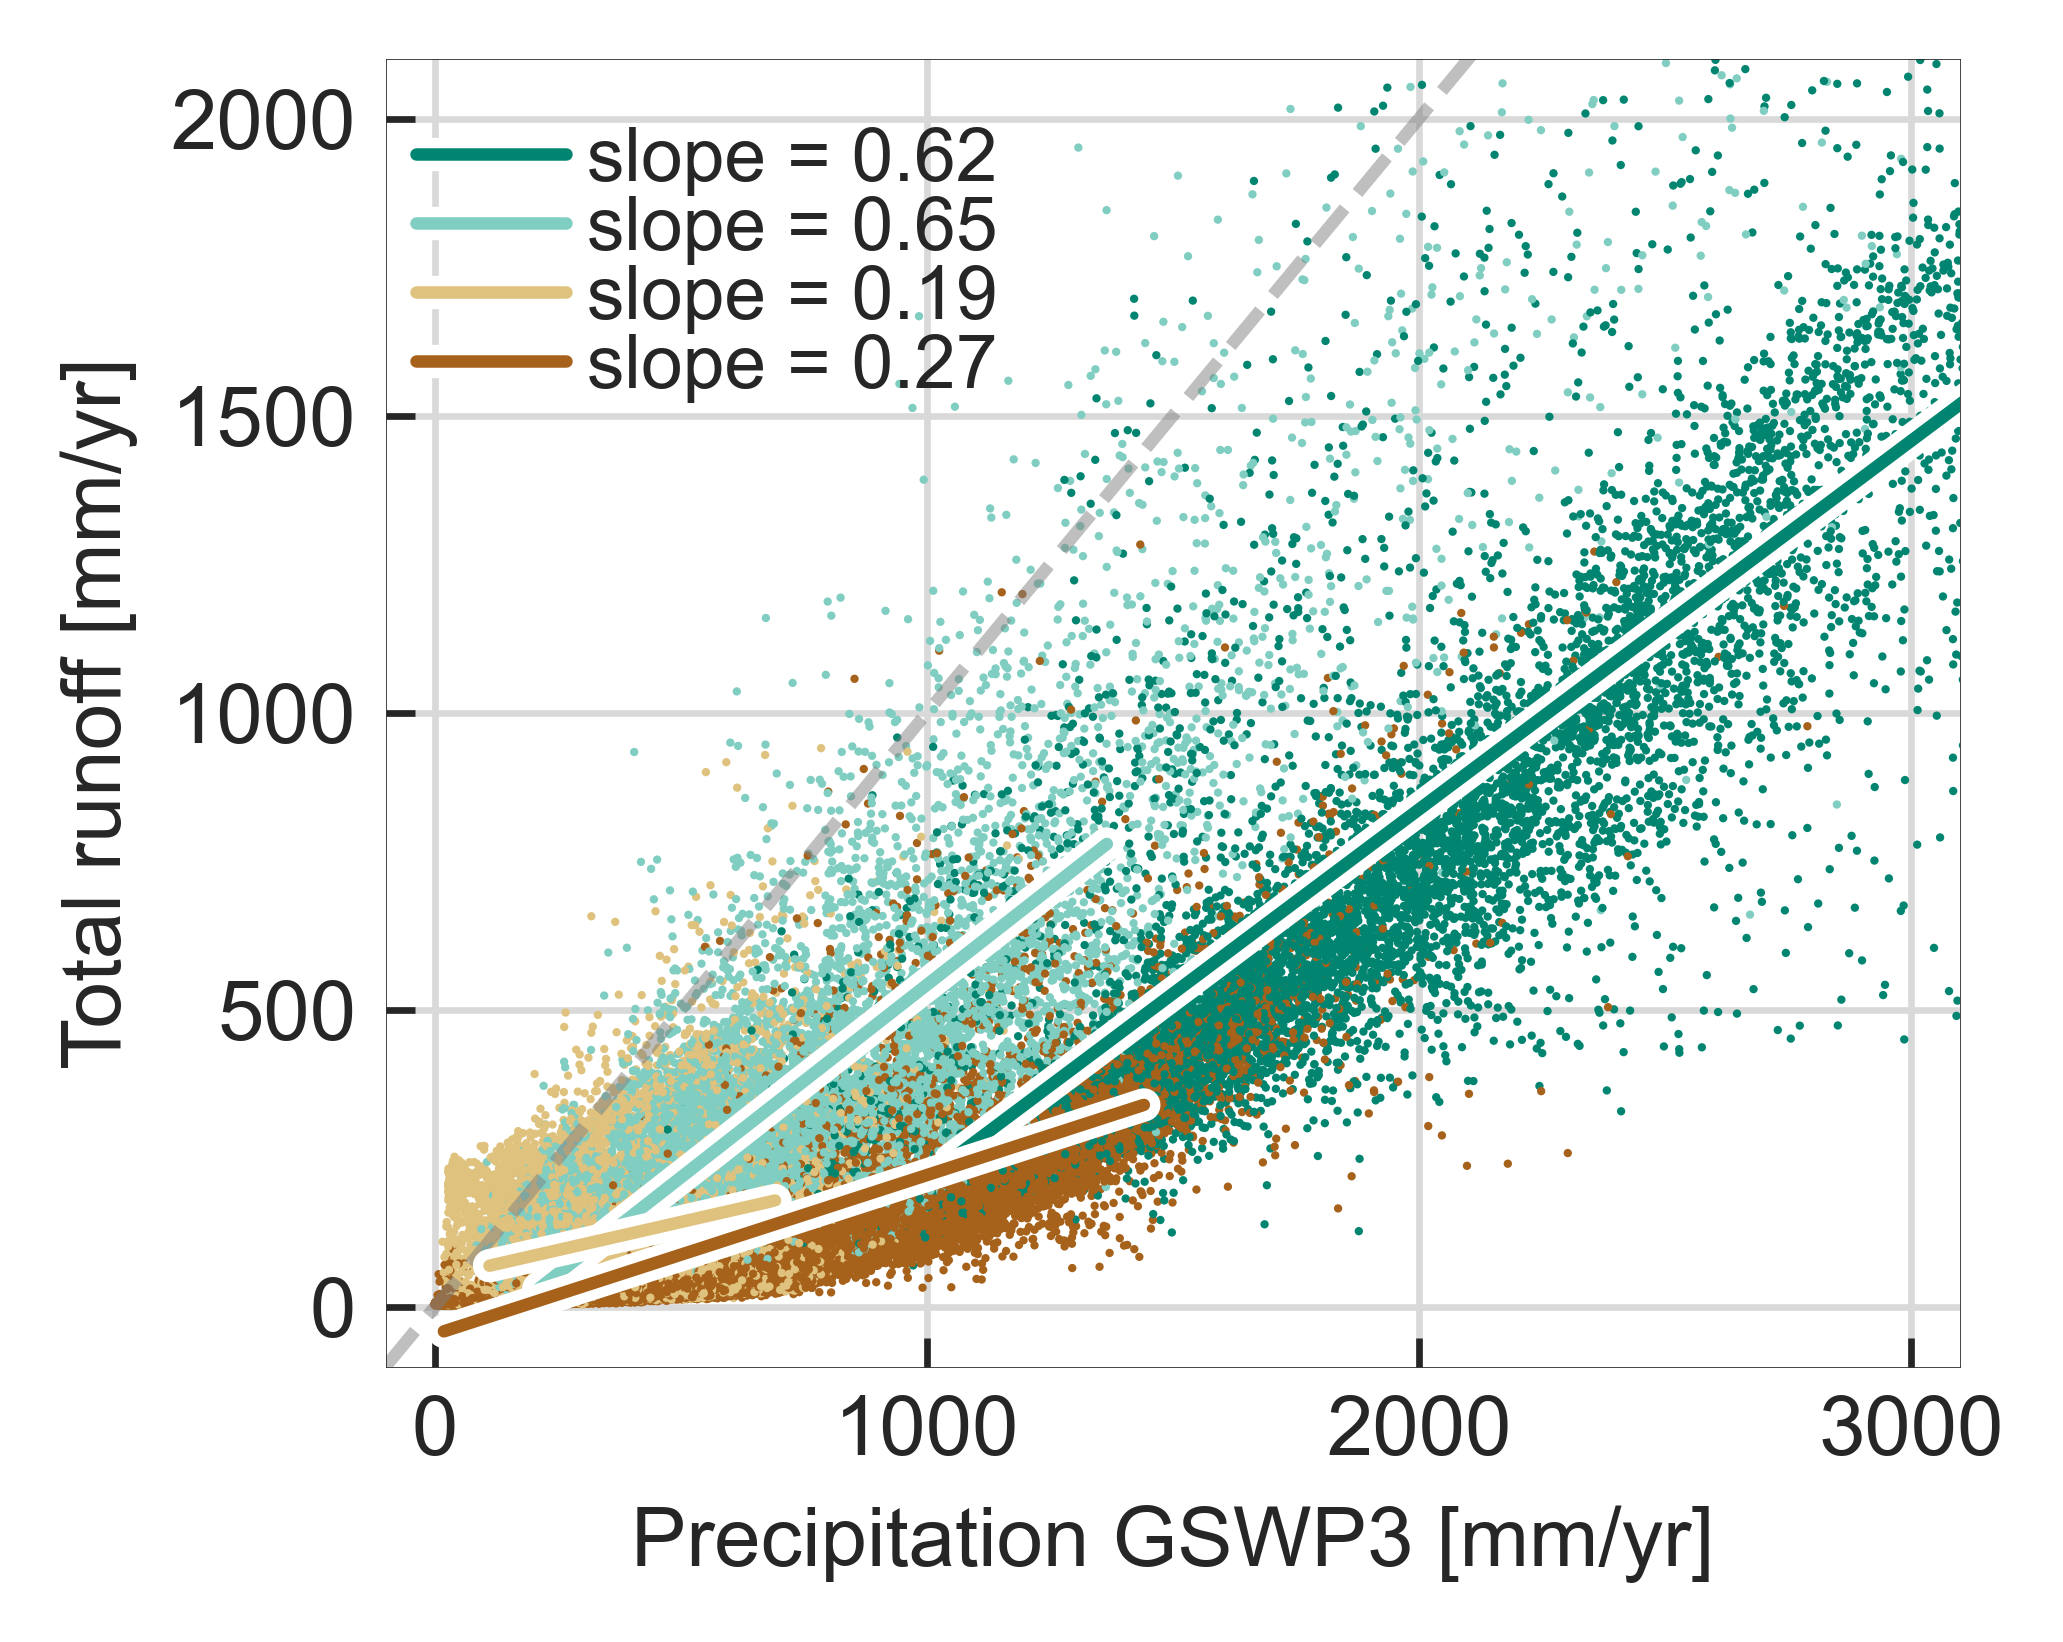 2000
slope = 0.62
slope = 0.65
slope = 0.19
slope = 0.27
1500
1000
500
0
Total runoff [mm/yr]
0 1000 2000 3000
Precipitation GSWP3 [mm/yr]